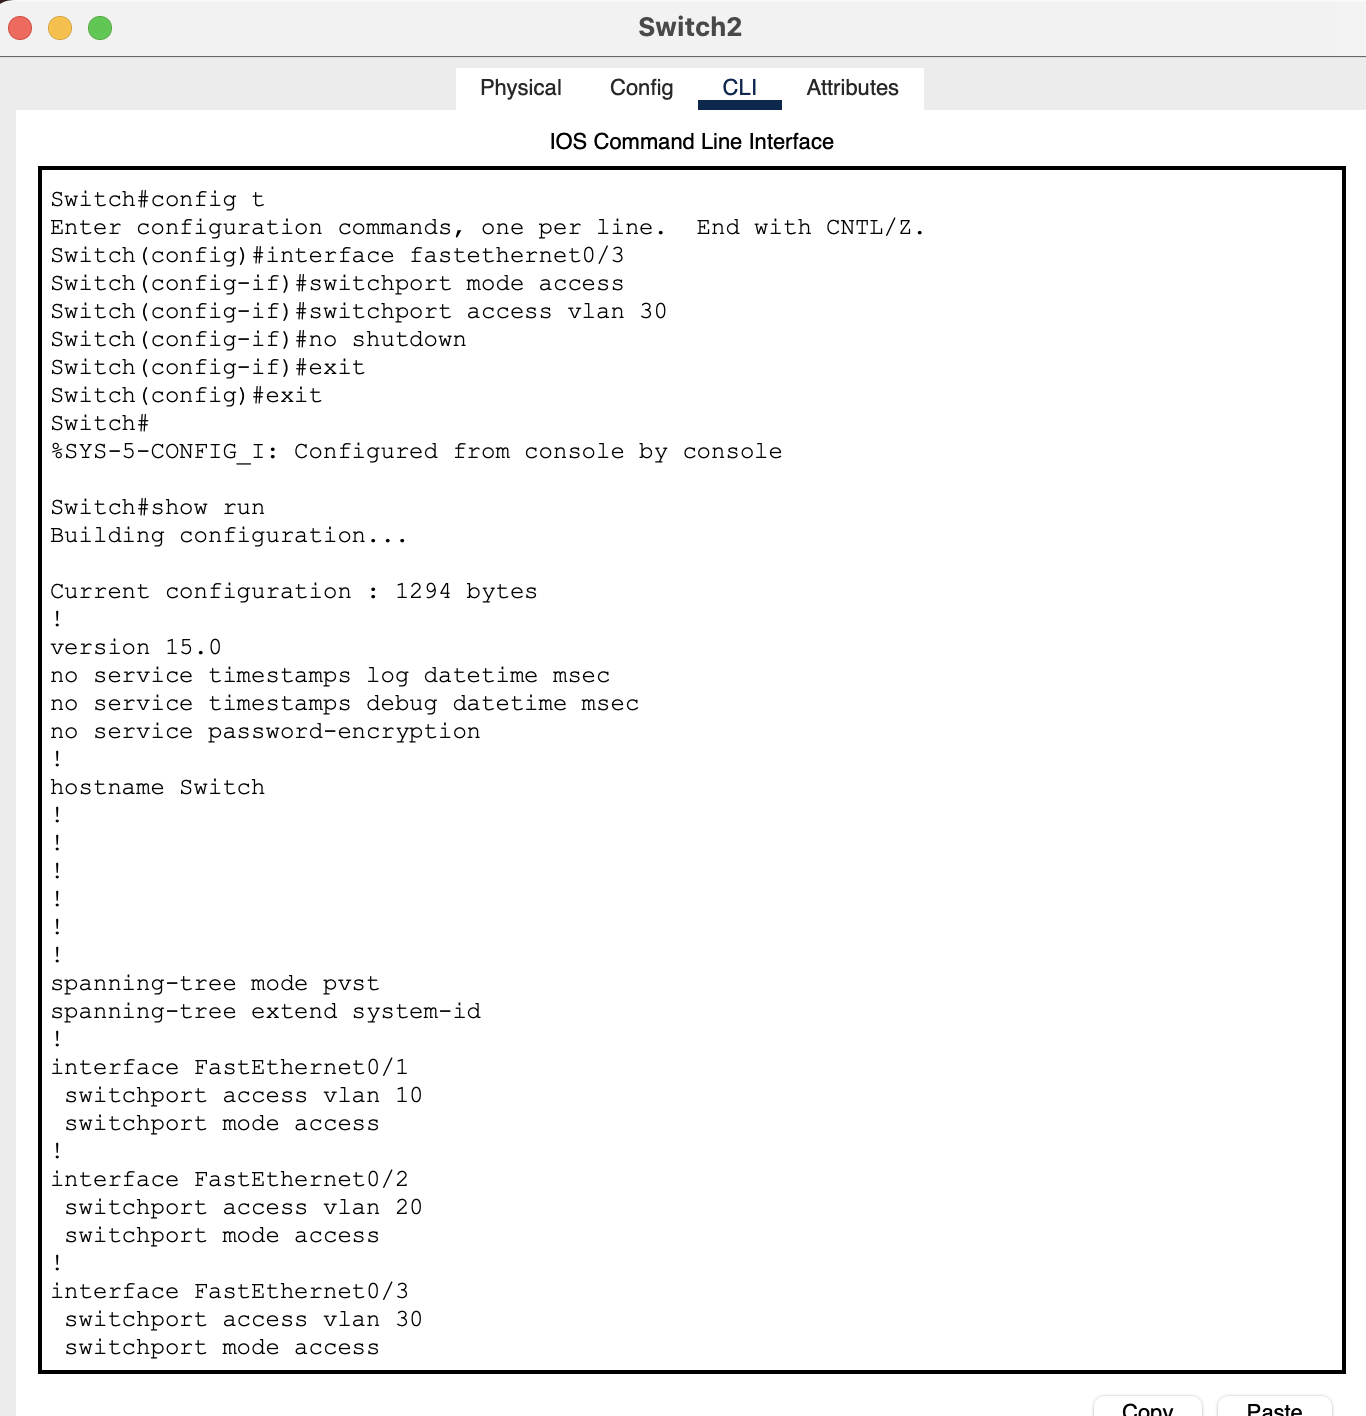 Switch2
Physical Config CLI Attributes
IOS Command Line Interface
Switch#config t
Enter configuration commands, one per line.  End with CNTL/Z.
Switch(config)#interface fastethernet0/3
Switch(config-if)#switchport mode access
Switch(config-if)#switchport access vlan 30
Switch(config-if)#no shutdown
Switch(config-if)#exit
Switch(config)#exit
Switch#
%SYS-5-CONFIG_I: Configured from console by console
Switch#show run
Building configuration...
Current configuration : 1294 bytes
!
version 15.0
no service timestamps log datetime msec
no service timestamps debug datetime msec
no service password-encryption
!
hostname Switch
!
!
!
!
!
!
spanning-tree mode pvst
spanning-tree extend system-id
!
interface FastEthernet0/1
 switchport access vlan 10
 switchport mode access
!
interface FastEthernet0/2
 switchport access vlan 20
 switchport mode access
!
interface FastEthernet0/3
 switchport access vlan 30
 switchport mode access
Copy Paste